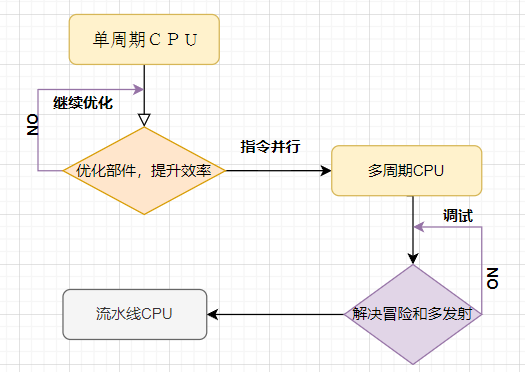 单周期ＣＰＵ
继续优化
NO
优化部件，提升效率
指令并行
多周期CPU
调试
NO
解决冒险和多发射
流水线CPU